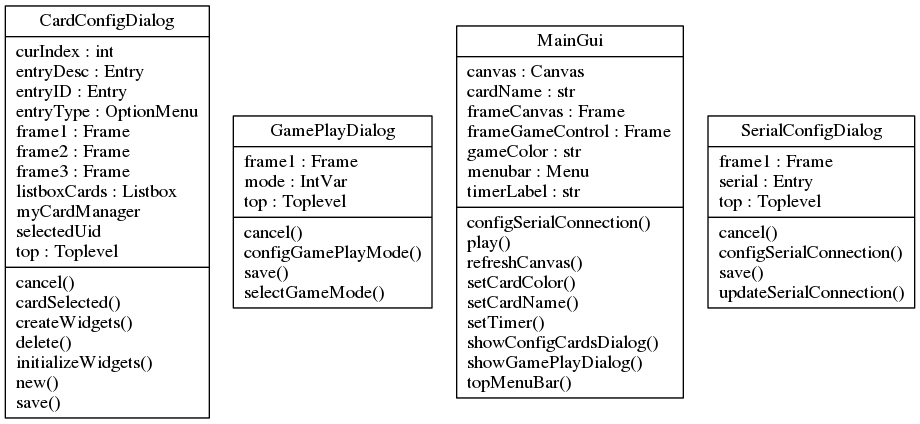 CardConfigDialog
curIndex : int
entryDesc : Entry
entryID : Entry
entryType : OptionMenu
frame1 : Frame
frame2 : Frame
frame3 : Frame
listboxCards : Listbox
myCardManager
selectedUid
top : Toplevel
cancel()
cardSelected()
createWidgets()
delete()
initializeWidgets()
new()
save()
GamePlayDialog
frame1 : Frame
mode : IntVar
top : Toplevel
cancel()
configGamePlayMode()
save()
selectGameMode()
MainGui
canvas : Canvas
cardName : str
frameCanvas : Frame
frameGameControl : Frame
gameColor : str
menubar : Menu
timerLabel : str
configSerialConnection()
play()
refreshCanvas()
setCardColor()
setCardName()
setTimer()
showConfigCardsDialog()
showGamePlayDialog()
topMenuBar()
SerialConfigDialog
frame1 : Frame
serial : Entry
top : Toplevel
cancel()
configSerialConnection()
save()
updateSerialConnection()